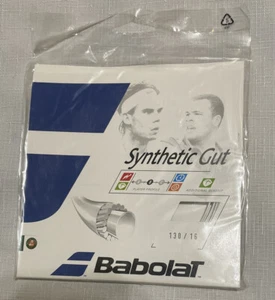 Synthetic Gut
130 / 16
BABOLAT